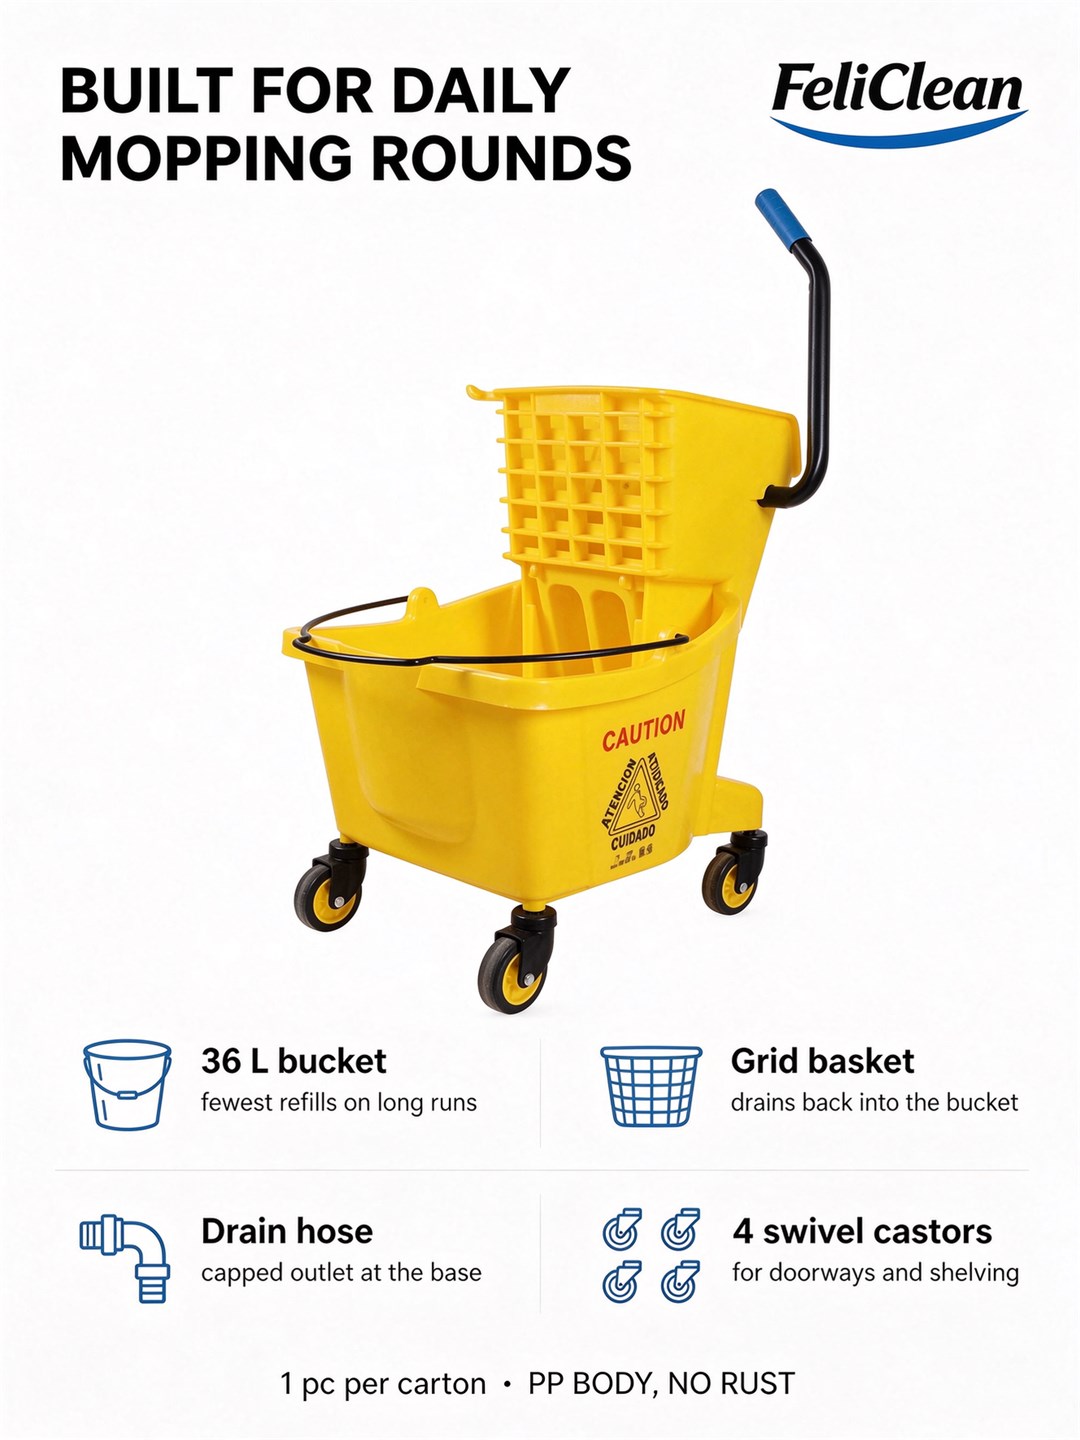 BUILT FOR DAILY
MOPPING ROUNDS
FeliClean
CAUTION
ATENCION
CUIDADO
36 L bucket
fewest refills on long runs
Grid basket
drains back into the bucket
Drain hose
capped outlet at the base
4 swivel castors
for doorways and shelving
1 pc per carton • PP BODY, NO RUST